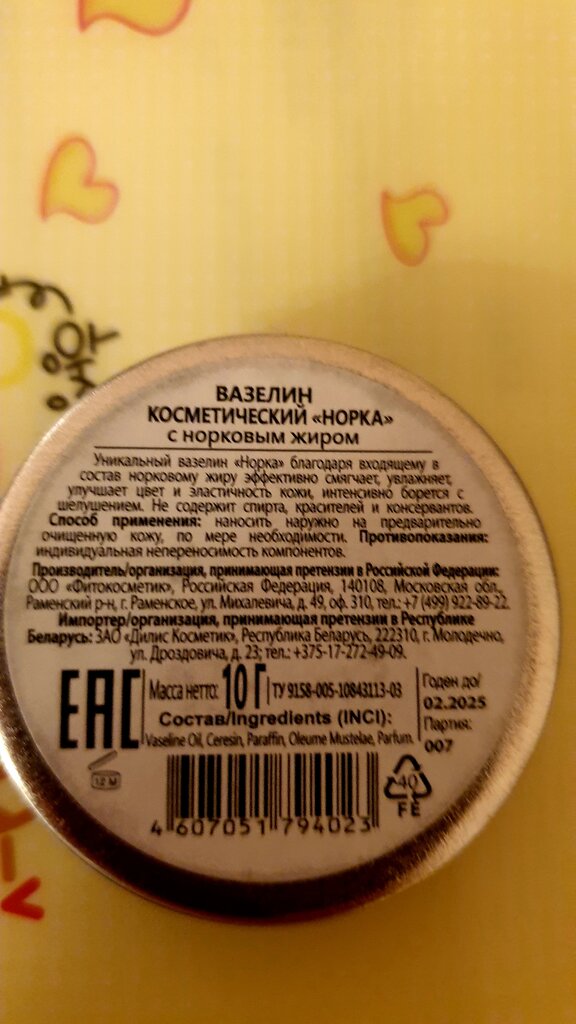 ВАЗЕЛИН
КОСМЕТИЧЕСКИЙ «НОРКА»
с норковым жиром
Уникальный вазелин «Норка» благодаря входящему в
состав норковому жиру эффективно смягчает, увлажняет,
улучшает цвет и эластичность кожи, интенсивно борется с
шелушением. Не содержит спирта, красителей и консервантов.
Способ применения: наносить наружно на предварительно
очищенную кожу, по мере необходимости. Противопоказания:
индивидуальная непереносимость компонентов.
Производитель/организация, принимающая претензии в Российской Федерации:
ООО «Фитокосметик», Российская Федерация, 140108, Московская обл.,
Раменский р-н, г. Раменское, ул. Михалевича, д. 49, оф. 310, тел.: +7 (499) 922-89-22.
Импортер/организация, принимающая претензии в Республике
Беларусь: ЗАО «Дилис Косметик», Республика Беларусь, 222310, г. Молодечно,
ул. Дроздовича, д. 23; тел.: +375-17-272-49-09.
ЕАС
Масса нетто: 10 Г
ТУ 9158-005-10843113-03
Годен до/
02.2025
Партия:
007
Состав/Ingredients (INCI):
Vaseline Oil, Ceresin, Paraffin, Oleume Mustelae, Parfum.
12 M
4 607051 794023
40
FE